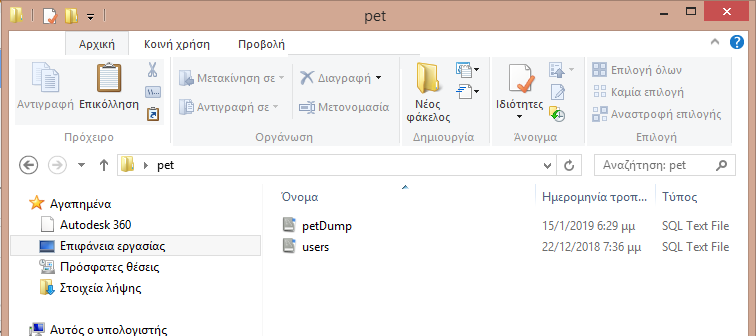 pet
Αρχική Κοινή χρήση Προβολή
Αντιγραφή
Επικόλληση
Μετακίνηση σε
Αντιγραφή σε
Διαγραφή
Μετονομασία
Νέος
φάκελος
Ιδιότητες
Επιλογή όλων
Καμία επιλογή
Αναστροφή επιλογής
Πρόχειρο Οργάνωση Δημιουργία Άνοιγμα Επιλογή
pet Αναζήτηση: pet
Αγαπημένα
Autodesk 360
Επιφάνεια εργασίας
Πρόσφατες θέσεις
Στοιχεία λήψης
Αυτός ο υπολογιστής
Όνομα Ημερομηνία τροπ... Τύπος
petDump 15/1/2019 6:29 μμ SQL Text File
users 22/12/2018 7:36 μμ SQL Text File